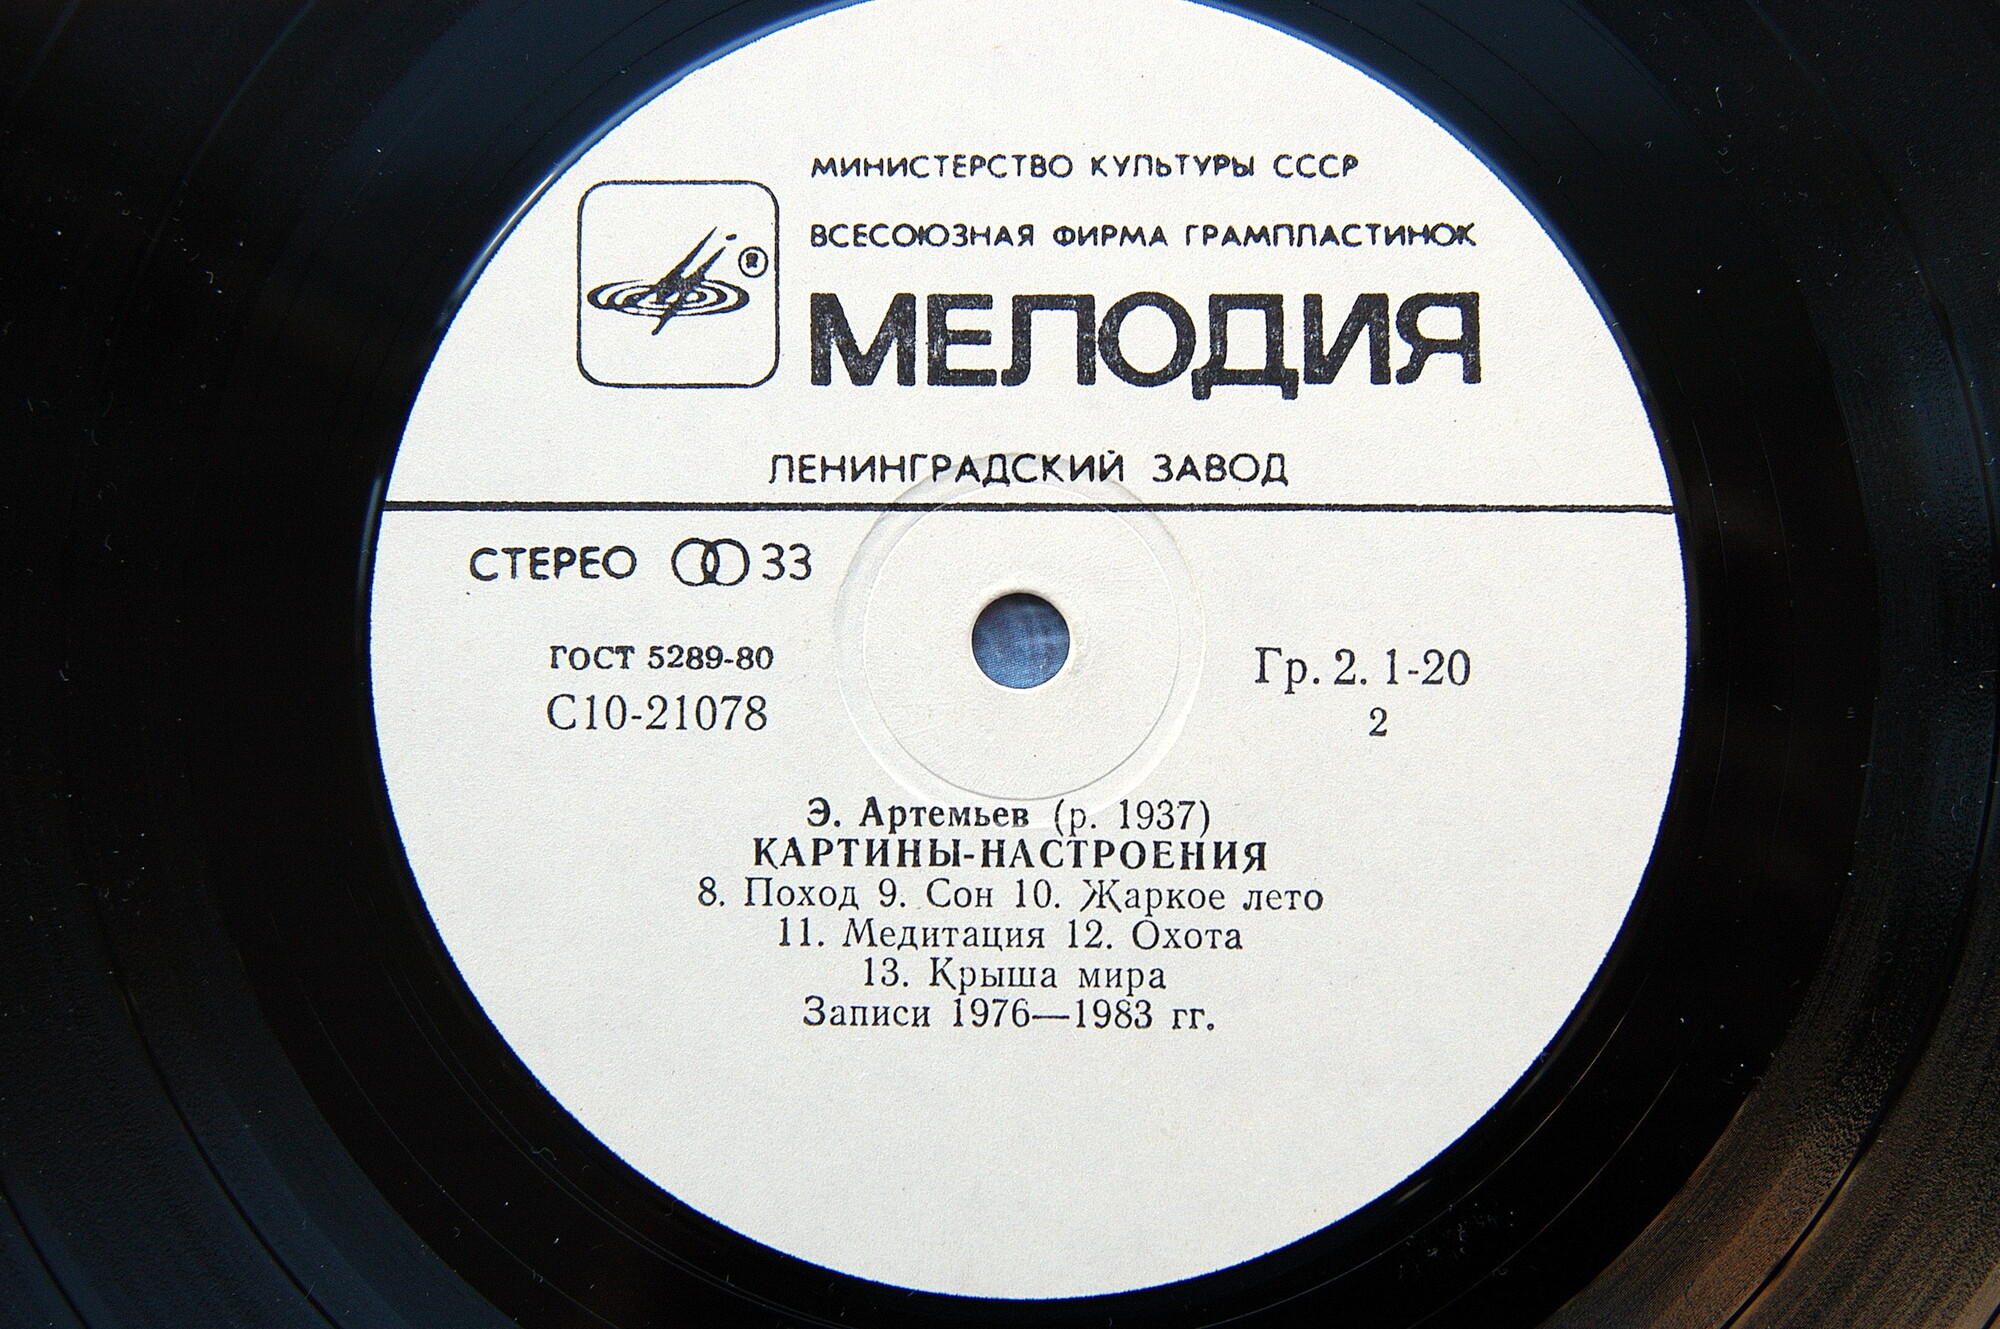 МИНИСТЕРСТВО КУЛЬТУРЫ СССР
ВСЕСОЮЗНАЯ ФИРМА ГРАМПЛАСТИНОК
®
МЕЛОДИЯ
ЛЕНИНГРАДСКИЙ ЗАВОД
СТЕРЕО 33
ГОСТ 5289-80
С10-21078
Гр. 2. 1-20
2
Э. Артемьев (р. 1937)
КАРТИНЫ-НАСТРОЕНИЯ
8. Поход 9. Сон 10. Жаркое лето
11. Медитация 12. Охота
13. Крыша мира
Записи 1976—1983 гг.